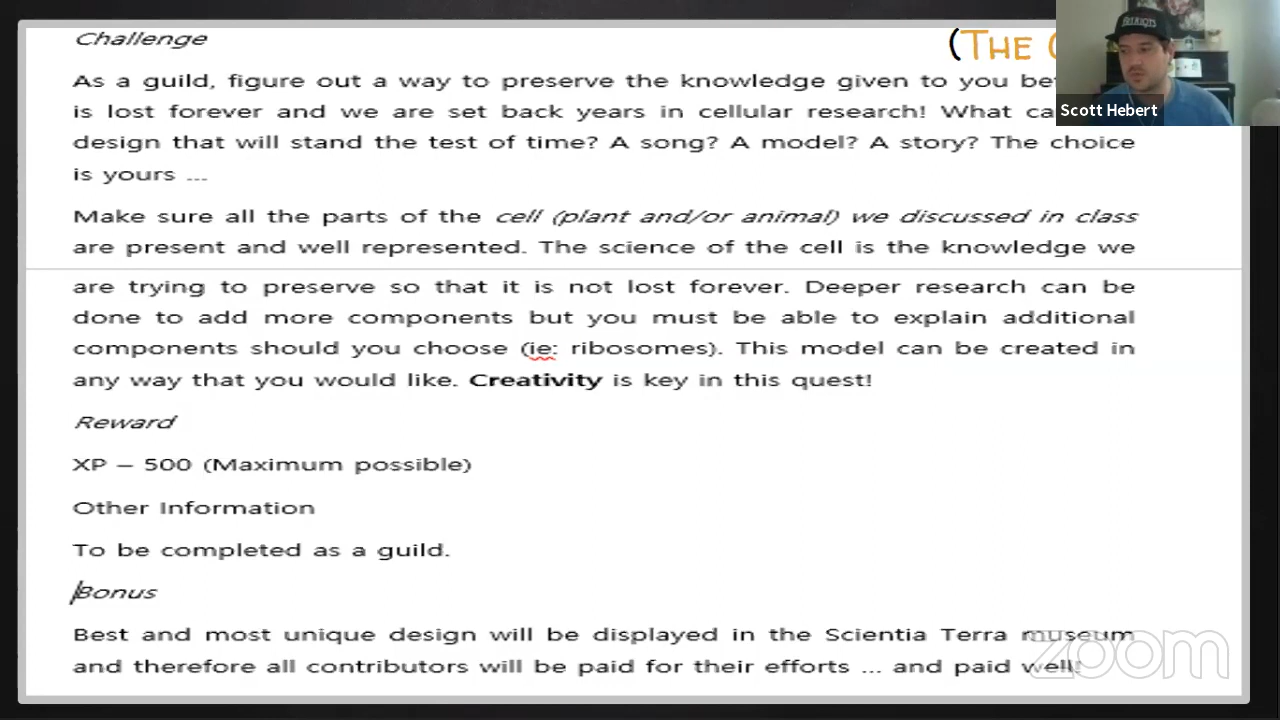 Challenge
(THE
As a guild, figure out a way to preserve the knowledge given to you
is lost forever and we are set back years in cellular research! What
design that will stand the test of time? A song? A model? A story? The choice
is yours ...
Make sure all the parts of the cell (plant and/or animal) we discussed in class
are present and well represented. The science of the cell is the knowledge we
are trying to preserve so that it is not lost forever. Deeper research can be
done to add more components but you must be able to explain additional
components should you choose (ie: ribosomes). This model can be created in
any way that you would like. Creativity is key in this quest!
Reward
XP – 500 (Maximum possible)
Other Information
To be completed as a guild.
Bonus
Best and most unique design will be displayed in the Scientia Terra museum
and therefore all contributors will be paid for their efforts ... and paid well!
Scott Hebert
zoom